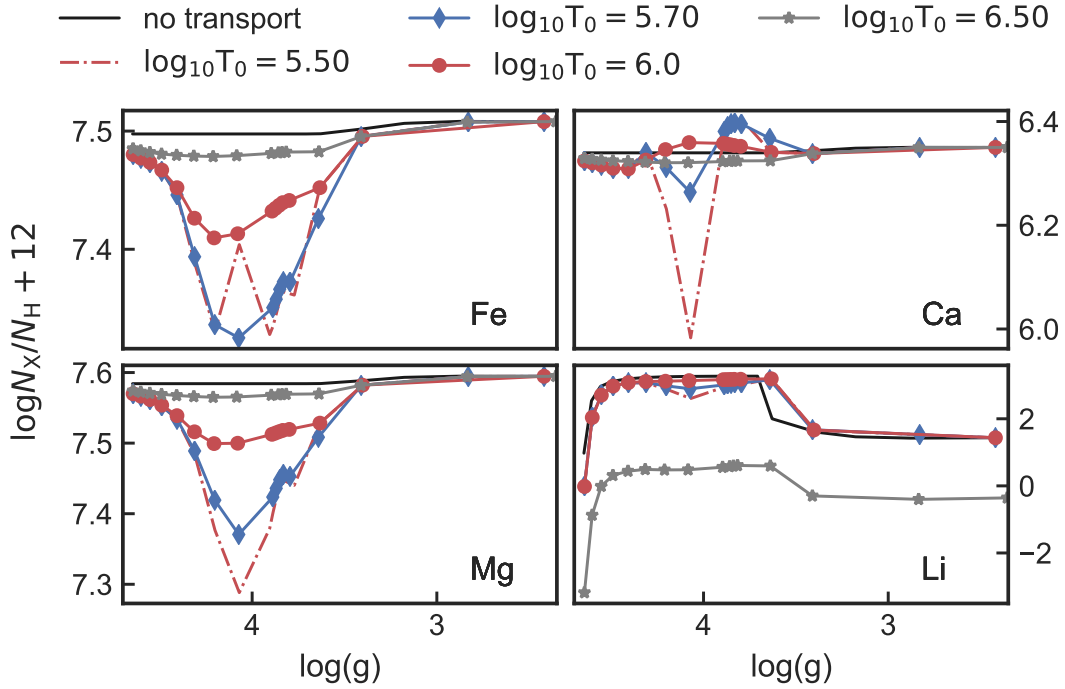 no transport
log₁₀T₀ = 5.70
log₁₀T₀ = 6.50
log₁₀T₀ = 5.50
log₁₀T₀ = 6.0
logN_X/N_H + 12
7.5
7.4
Fe
6.4
6.2
6.0
Ca
7.6
7.5
7.4
7.3
Mg
2
0
−2
Li
4
3
4
3
log(g)
log(g)